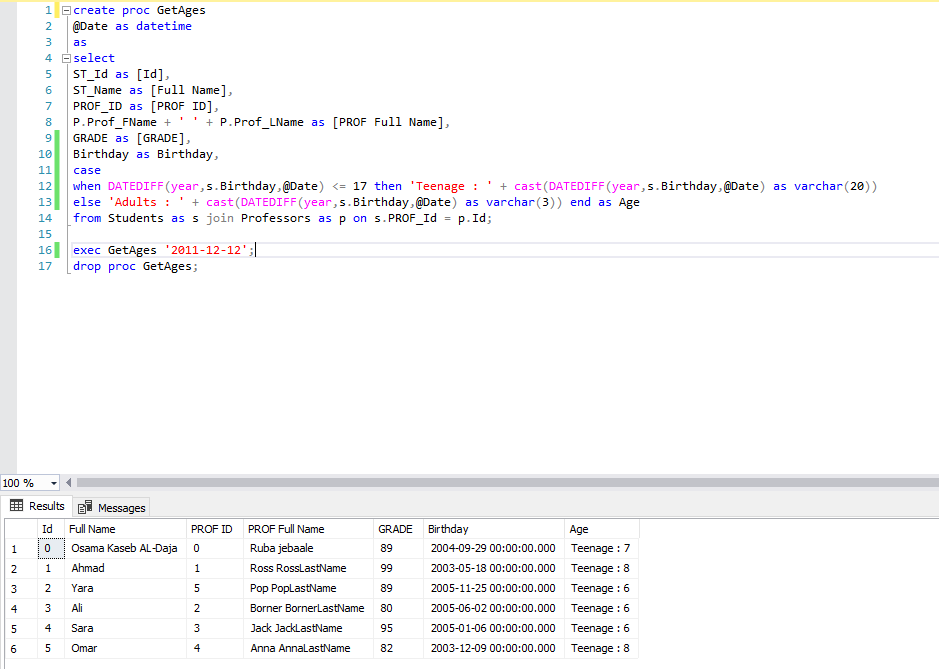 1 create proc GetAges
2 @Date as datetime
3 as
4 select
5 ST_Id as [Id],
6 ST_Name as [Full Name],
7 PROF_ID as [PROF ID],
8 P.Prof_FName + ' ' + P.Prof_LName as [PROF Full Name],
9 GRADE as [GRADE],
10 Birthday as Birthday,
11 case
12 when DATEDIFF(year,s.Birthday,@Date) <= 17 then 'Teenage : ' + cast(DATEDIFF(year,s.Birthday,@Date) as varchar(20))
13 else 'Adults : ' + cast(DATEDIFF(year,s.Birthday,@Date) as varchar(3)) end as Age
14 from Students as s join Professors as p on s.PROF_Id = p.Id;
15
16 exec GetAges '2011-12-12';
17 drop proc GetAges;
100 %
Results Messages
Id Full Name PROF ID PROF Full Name GRADE Birthday Age
1 0 Osama Kaseb AL-Daja 0 Ruba jebaale 89 2004-09-29 00:00:00.000 Teenage : 7
2 1 Ahmad 1 Ross RossLastName 99 2003-05-18 00:00:00.000 Teenage : 8
3 2 Yara 5 Pop PopLastName 89 2005-11-25 00:00:00.000 Teenage : 6
4 3 Ali 2 Borner BornerLastName 80 2005-06-02 00:00:00.000 Teenage : 6
5 4 Sara 3 Jack JackLastName 95 2005-01-06 00:00:00.000 Teenage : 6
6 5 Omar 4 Anna AnnaLastName 82 2003-12-09 00:00:00.000 Teenage : 8